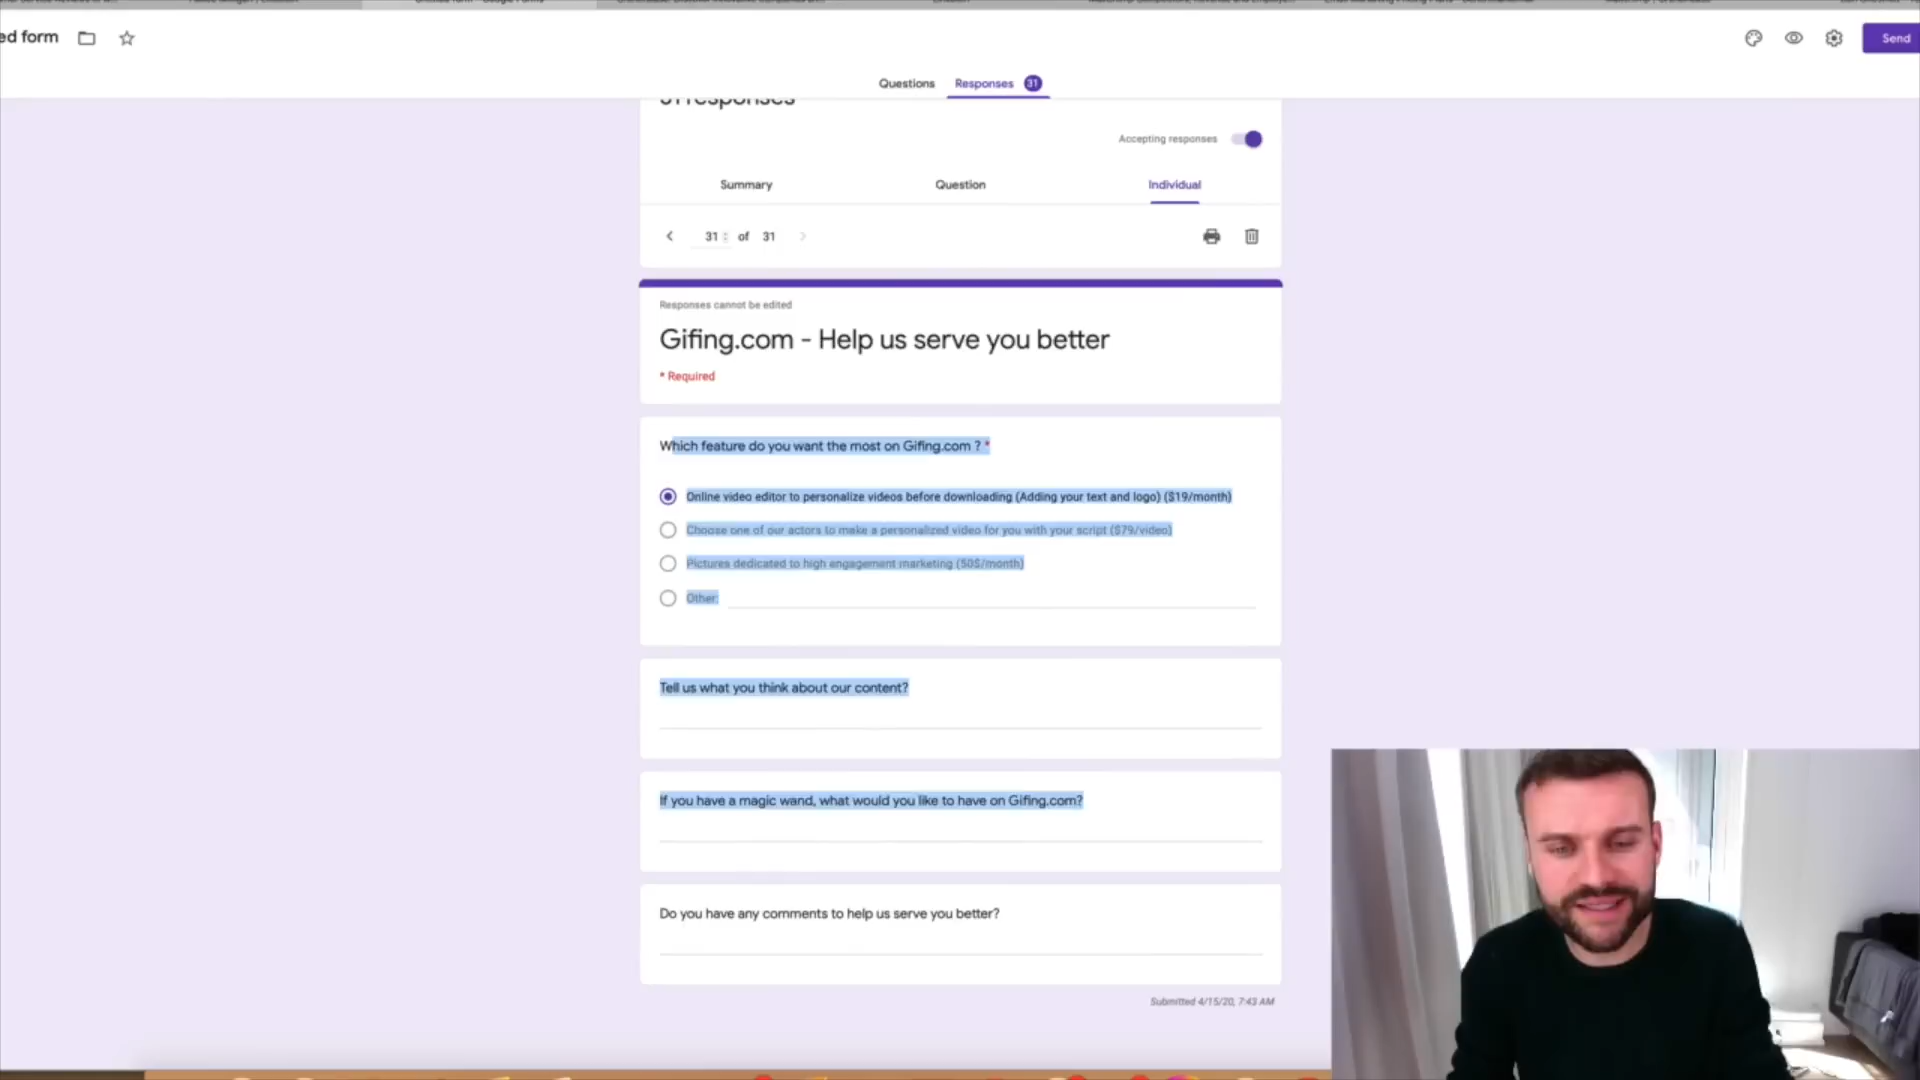 ed form
Send
Questions
Responses 31
31 responses
Accepting responses
Summary
Question
Individual
31 of 31
Responses cannot be edited
Gifing.com - Help us serve you better
* Required
Which feature do you want the most on Gifing.com ? *
Online video editor to personalize videos before downloading (Adding your text and logo) ($19/month)
Choose one of our actors to make a personalized video for you with your script ($79/video)
Pictures dedicated to high engagement marketing (50$/month)
Other:
Tell us what you think about our content?
If you have a magic wand, what would you like to have on Gifing.com?
Do you have any comments to help us serve you better?
Submitted 4/15/20, 7:43 AM